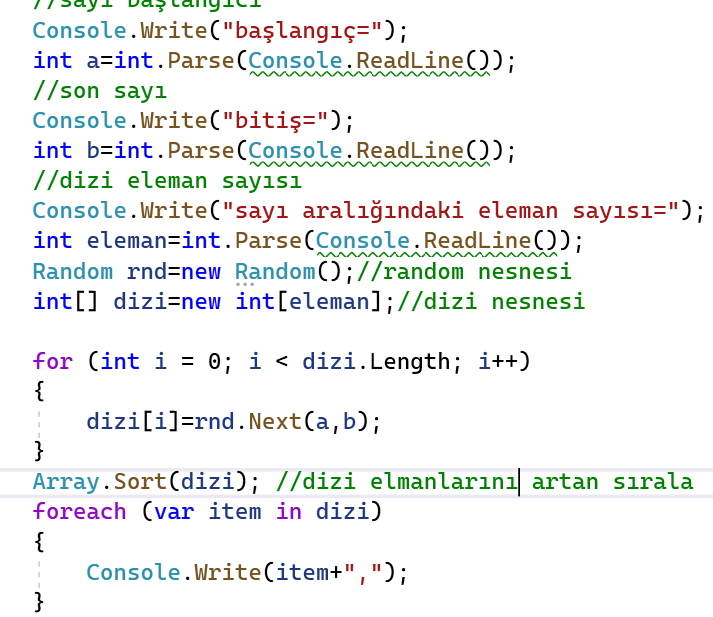 //sayı başlangıcı
Console.Write("başlangıç=");
int a=int.Parse(Console.ReadLine());
//son sayı
Console.Write("bitiş=");
int b=int.Parse(Console.ReadLine());
//dizi eleman sayısı
Console.Write("sayı aralığındaki eleman sayısı=");
int eleman=int.Parse(Console.ReadLine());
Random rnd=new Random();//random nesnesi
int[] dizi=new int[eleman];//dizi nesnesi
for (int i = 0; i < dizi.Length; i++)
{
    dizi[i]=rnd.Next(a,b);
}
Array.Sort(dizi); //dizi elmanlarını artan sırala
foreach (var item in dizi)
{
    Console.Write(item+",");
}